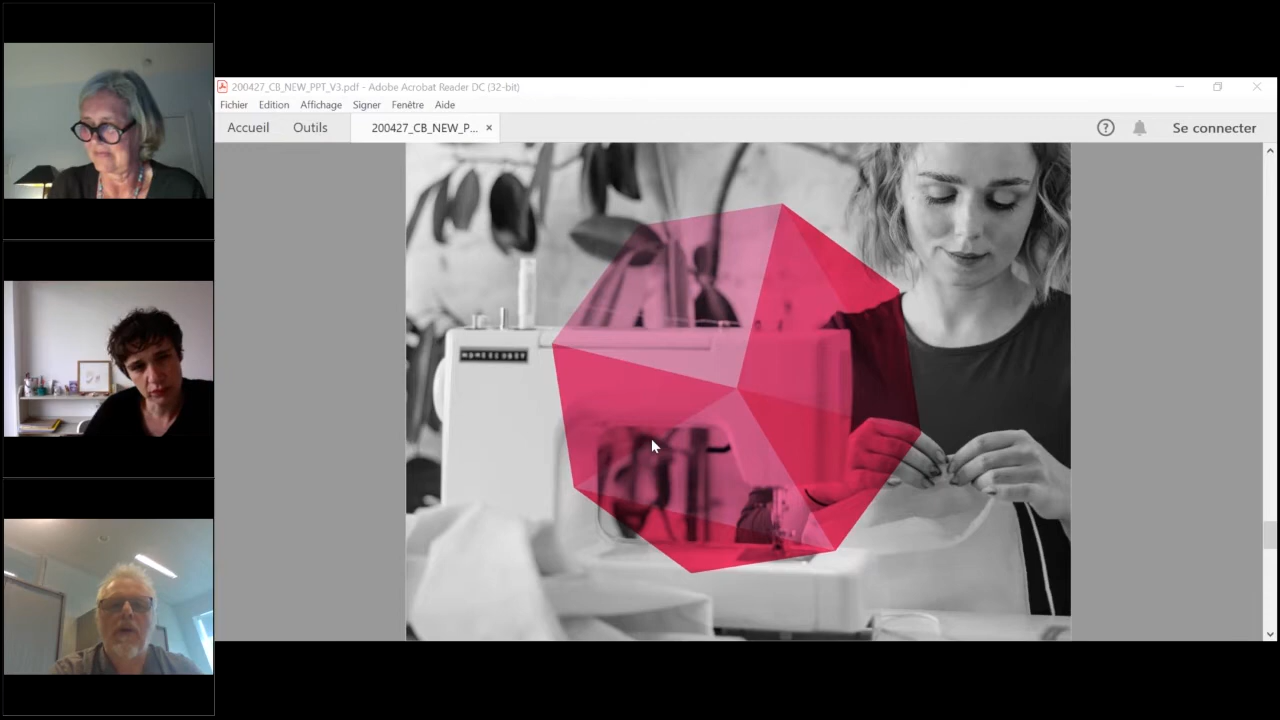 200427_CB_NEW_PPT_V3.pdf - Adobe Acrobat Reader DC (32-bit)
Fichier Edition Affichage Signer Fenêtre Aide
Accueil Outils 200427_CB_NEW_P... × Se connecter